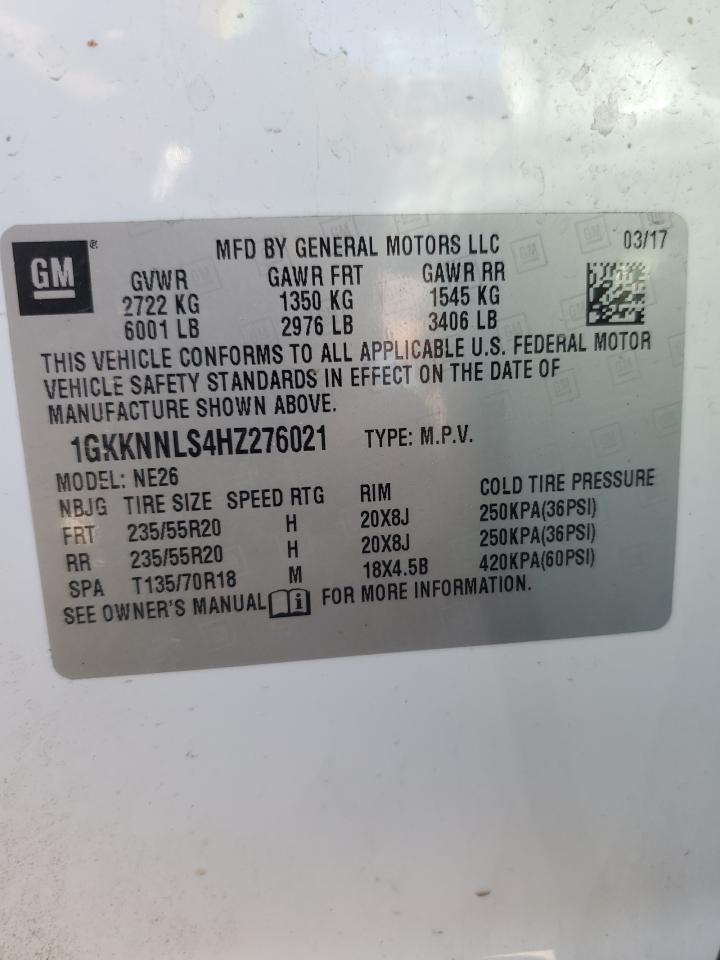 GM ® MFD BY GENERAL MOTORS LLC 03/17
GVWR GAWR FRT GAWR RR
2722 KG 1350 KG 1545 KG
6001 LB 2976 LB 3406 LB
THIS VEHICLE CONFORMS TO ALL APPLICABLE U.S. FEDERAL MOTOR
VEHICLE SAFETY STANDARDS IN EFFECT ON THE DATE OF
MANUFACTURE SHOWN ABOVE.
1GKKNNLS4HZ276021 TYPE: M.P.V.
MODEL: NE26
NBJG TIRE SIZE SPEED RTG RIM COLD TIRE PRESSURE
FRT 235/55R20 H 20X8J 250KPA(36PSI)
RR 235/55R20 H 20X8J 250KPA(36PSI)
SPA T135/70R18 M 18X4.5B 420KPA(60PSI)
SEE OWNER'S MANUAL i FOR MORE INFORMATION.